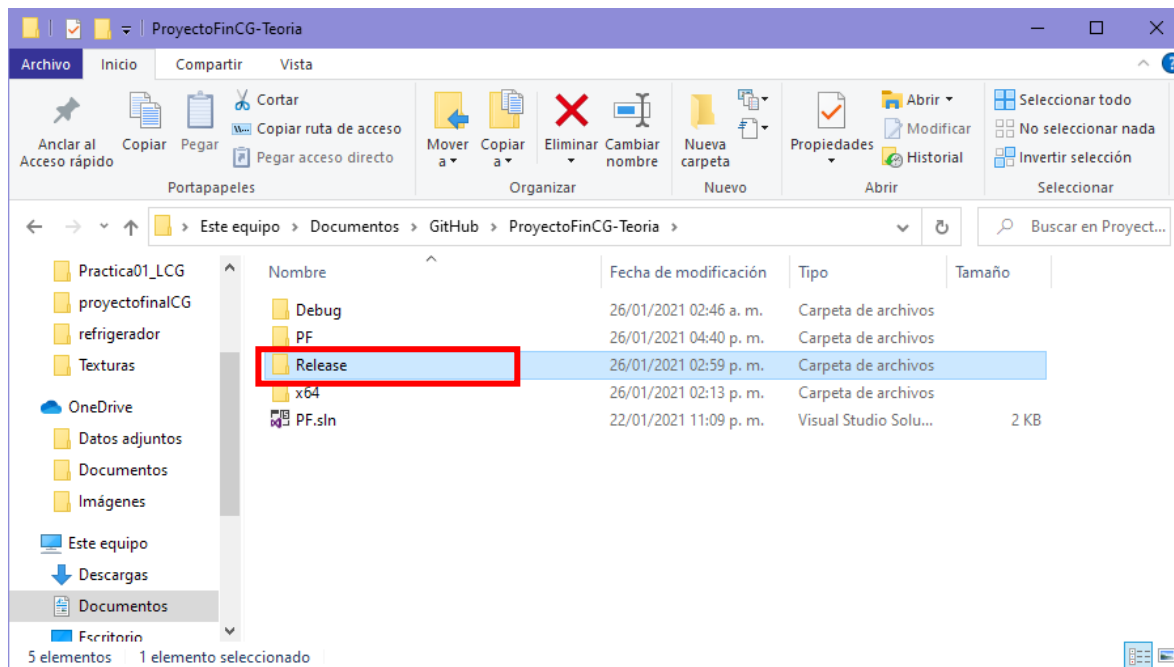 ProyectoFinCG-Teoria
Archivo Inicio Compartir Vista
Anclar al Acceso rápido
Copiar
Pegar
Cortar
Copiar ruta de acceso
Pegar acceso directo
Mover a
Copiar a
Eliminar
Cambiar nombre
Nueva carpeta
Propiedades
Abrir
Modificar
Historial
Seleccionar todo
No seleccionar nada
Invertir selección
Portapapeles Organizar Nuevo Abrir Seleccionar
Este equipo > Documentos > GitHub > ProyectoFinCG-Teoria >
Buscar en Proyect...
Practica01_LCG
proyectofinalCG
refrigerador
Texturas
OneDrive
Datos adjuntos
Documentos
Imágenes
Este equipo
Descargas
Documentos
Escritorio
Nombre Fecha de modificación Tipo Tamaño
Debug 26/01/2021 02:46 a. m. Carpeta de archivos
PF 26/01/2021 04:40 p. m. Carpeta de archivos
Release 26/01/2021 02:59 p. m. Carpeta de archivos
x64 26/01/2021 02:13 p. m. Carpeta de archivos
PF.sln 22/01/2021 11:09 p. m. Visual Studio Solu... 2 KB
5 elementos 1 elemento seleccionado